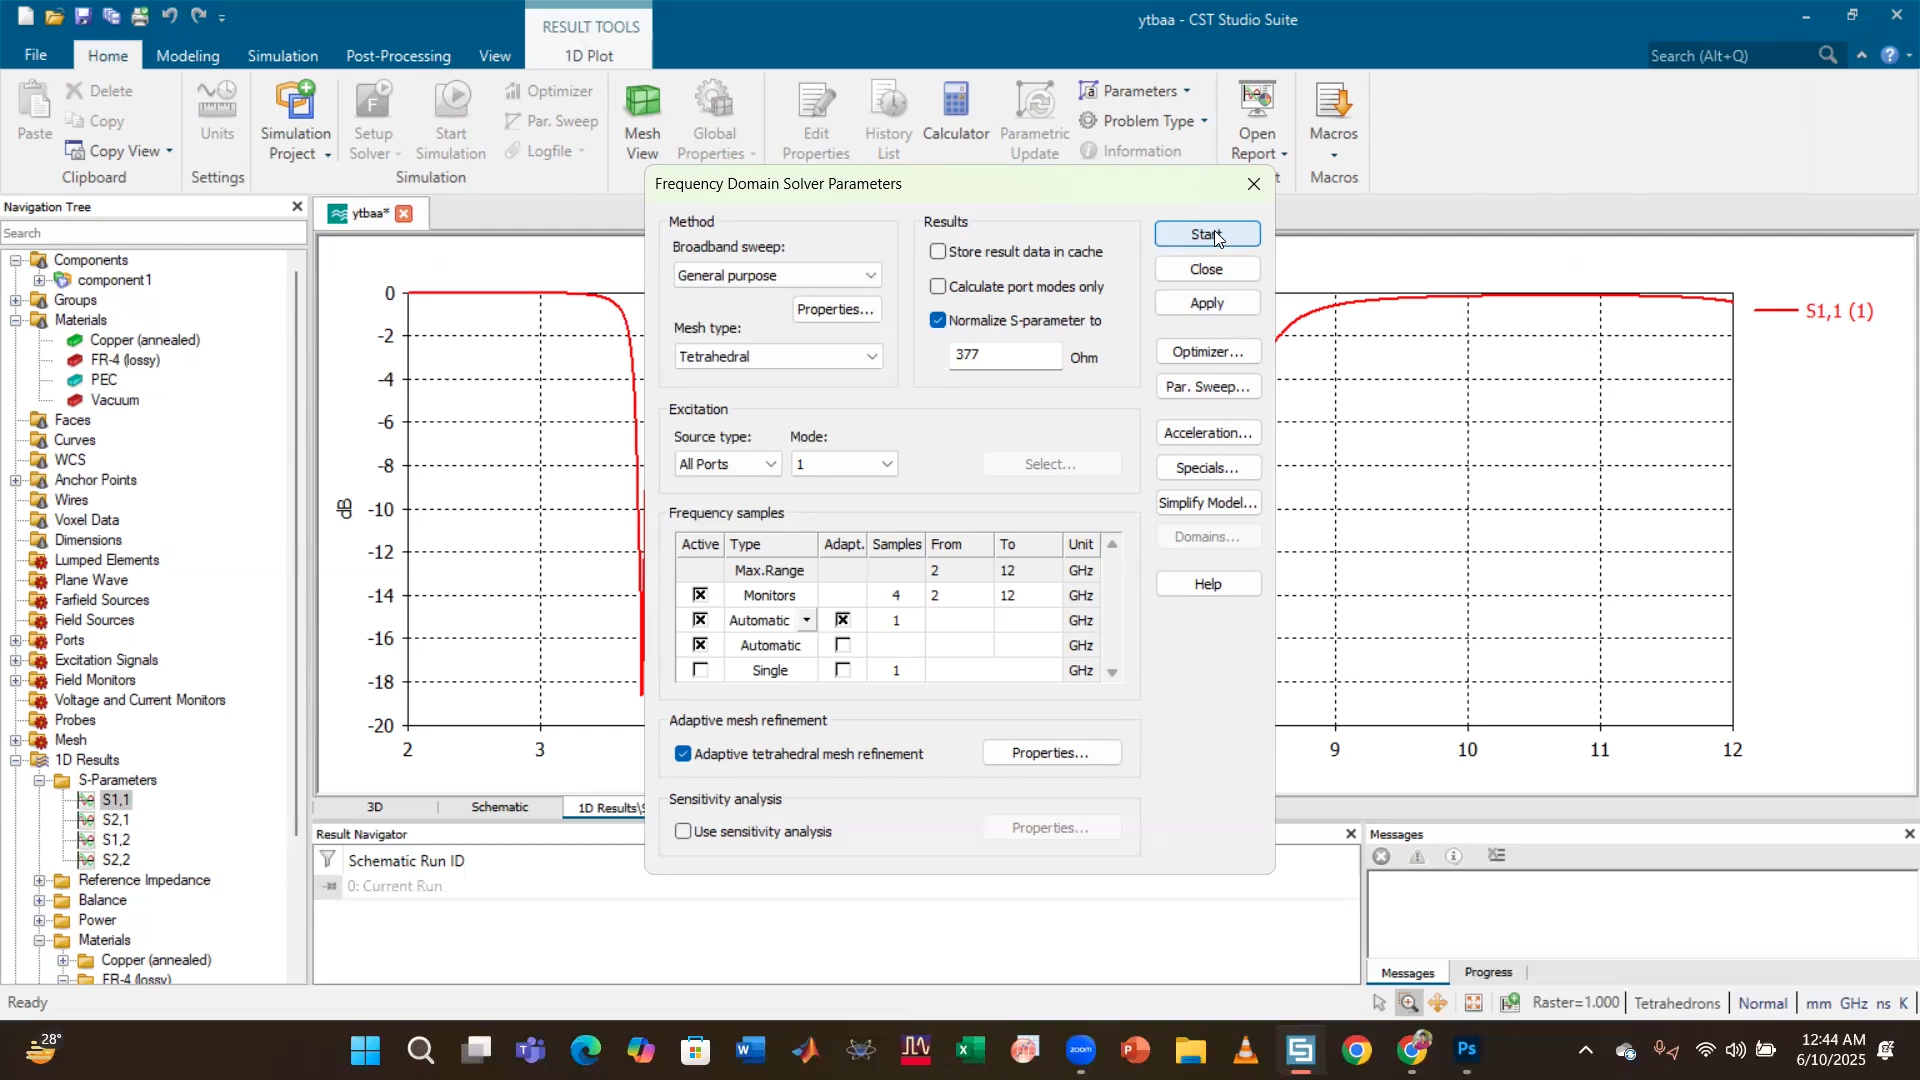 RESULT TOOLS
ytbaa - CST Studio Suite
File Home Modeling Simulation Post-Processing View 1D Plot Search (Alt+Q)
Delete
Copy
Copy View
Paste
Clipboard
Units
Settings
Simulation Project
Setup Solver
Start Simulation
Optimizer
Par. Sweep
Logfile
Simulation
Mesh View
Global Properties
Edit Properties
History List
Calculator
Parametric Update
Parameters
Problem Type
Information
Open Report
Macros
Macros
Navigation Tree
Search
Components
component1
Groups
Materials
Copper (annealed)
FR-4 (lossy)
PEC
Vacuum
Faces
Curves
WCS
Anchor Points
Wires
Voxel Data
Dimensions
Lumped Elements
Plane Wave
Farfield Sources
Field Sources
Ports
Excitation Signals
Field Monitors
Voltage and Current Monitors
Probes
Mesh
1D Results
S-Parameters
S1,1
S2,1
S1,2
S2,2
Reference Impedance
Balance
Power
Materials
Copper (annealed)
FR-4 (lossy)
ytbaa*
0
-2
-4
-6
-8
-10
-12
-14
-16
-18
-20
dB
2 3 9 10 11 12
S1,1 (1)
3D Schematic 1D Results\S
Frequency Domain Solver Parameters
Method
Broadband sweep:
General purpose
Properties...
Mesh type:
Tetrahedral
Results
Store result data in cache
Calculate port modes only
Normalize S-parameter to
377 Ohm
Start
Close
Apply
Optimizer...
Par. Sweep...
Acceleration...
Specials...
Simplify Model...
Domains...
Help
Excitation
Source type: Mode:
All Ports 1 Select...
Frequency samples
Active Type Adapt. Samples From To Unit
Max.Range 2 12 GHz
Monitors 4 2 12 GHz
Automatic 1 GHz
Automatic GHz
Single 1 GHz
Adaptive mesh refinement
Adaptive tetrahedral mesh refinement Properties...
Sensitivity analysis
Use sensitivity analysis Properties...
Result Navigator
Schematic Run ID
0: Current Run
Messages
Messages Progress
Ready
Raster=1.000 Tetrahedrons Normal mm GHz ns K
28°
zoom
Ps
12:44 AM
6/10/2025